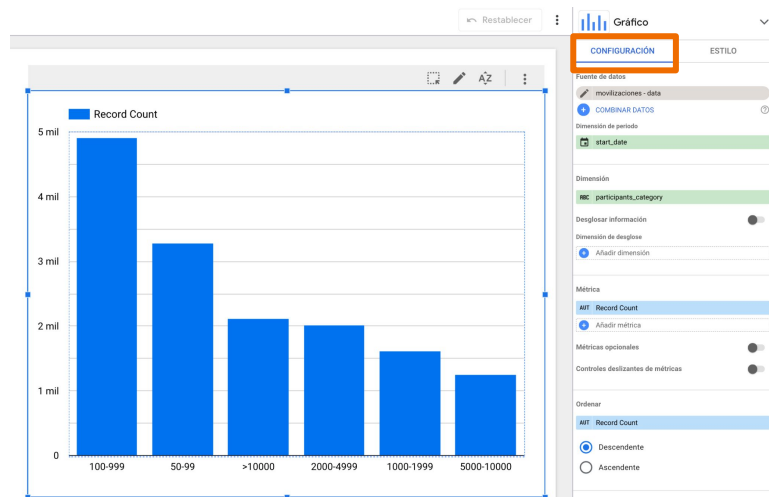 Restablecer
Gráfico
CONFIGURACIÓN
ESTILO
Fuente de datos
movilizaciones - data
COMBINAR DATOS
Dimensión de periodo
start_date
Dimensión
RBC participants_category
Desglosar información
Dimensión de desglose
Añadir dimensión
Métrica
AUT Record Count
Añadir métrica
Métricas opcionales
Controles deslizantes de métricas
Ordenar
AUT Record Count
Descendente
Ascendente
AZ
Record Count
5 mil
4 mil
3 mil
2 mil
1 mil
0
100-999 50-99 >10000 2000-4999 1000-1999 5000-10000